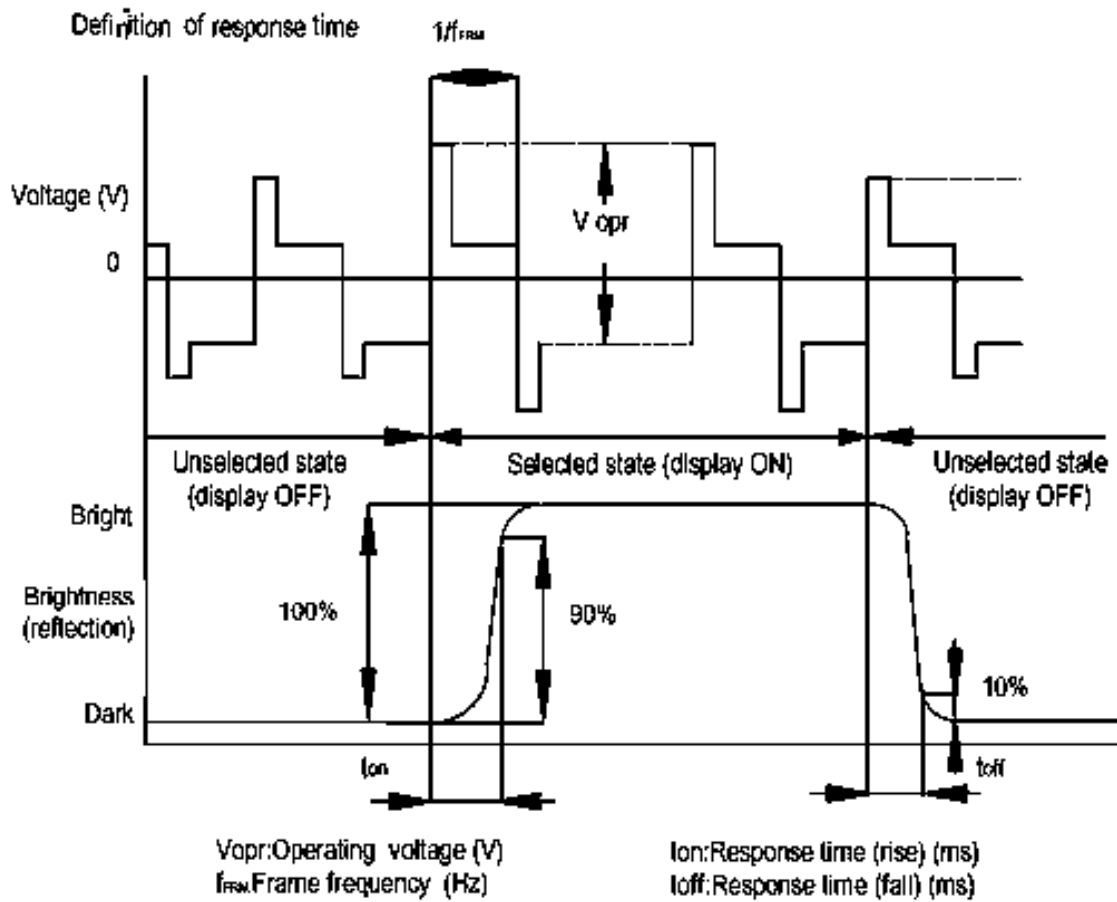 Definition of response time
1/fFRM
Voltage (V)
0
V opr
Unselected state
(display OFF)
Selected state (display ON)
Unselected state
(display OFF)
Bright
Brightness
(reflection)
Dark
100%
90%
10%
ton
toff
Vopr:Operating voltage (V)
fFRM.Frame frequency (Hz)
ton:Response time (rise) (ms)
toff:Response time (fall) (ms)